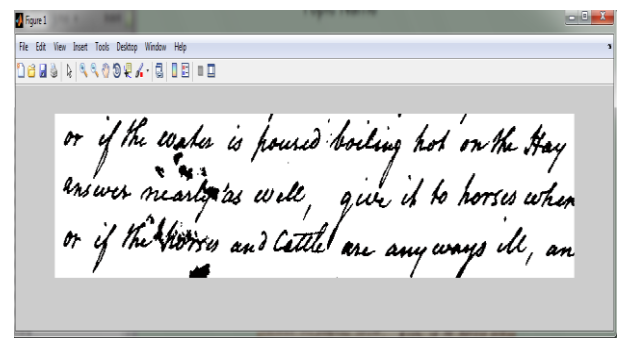 Figure 1
File Edit View Insert Tools Desktop Window Help
or if the water is poured boiling hot on the Hay
answer nearly as well, give it to horses when
or if the horses and Cattle are any ways ill, an